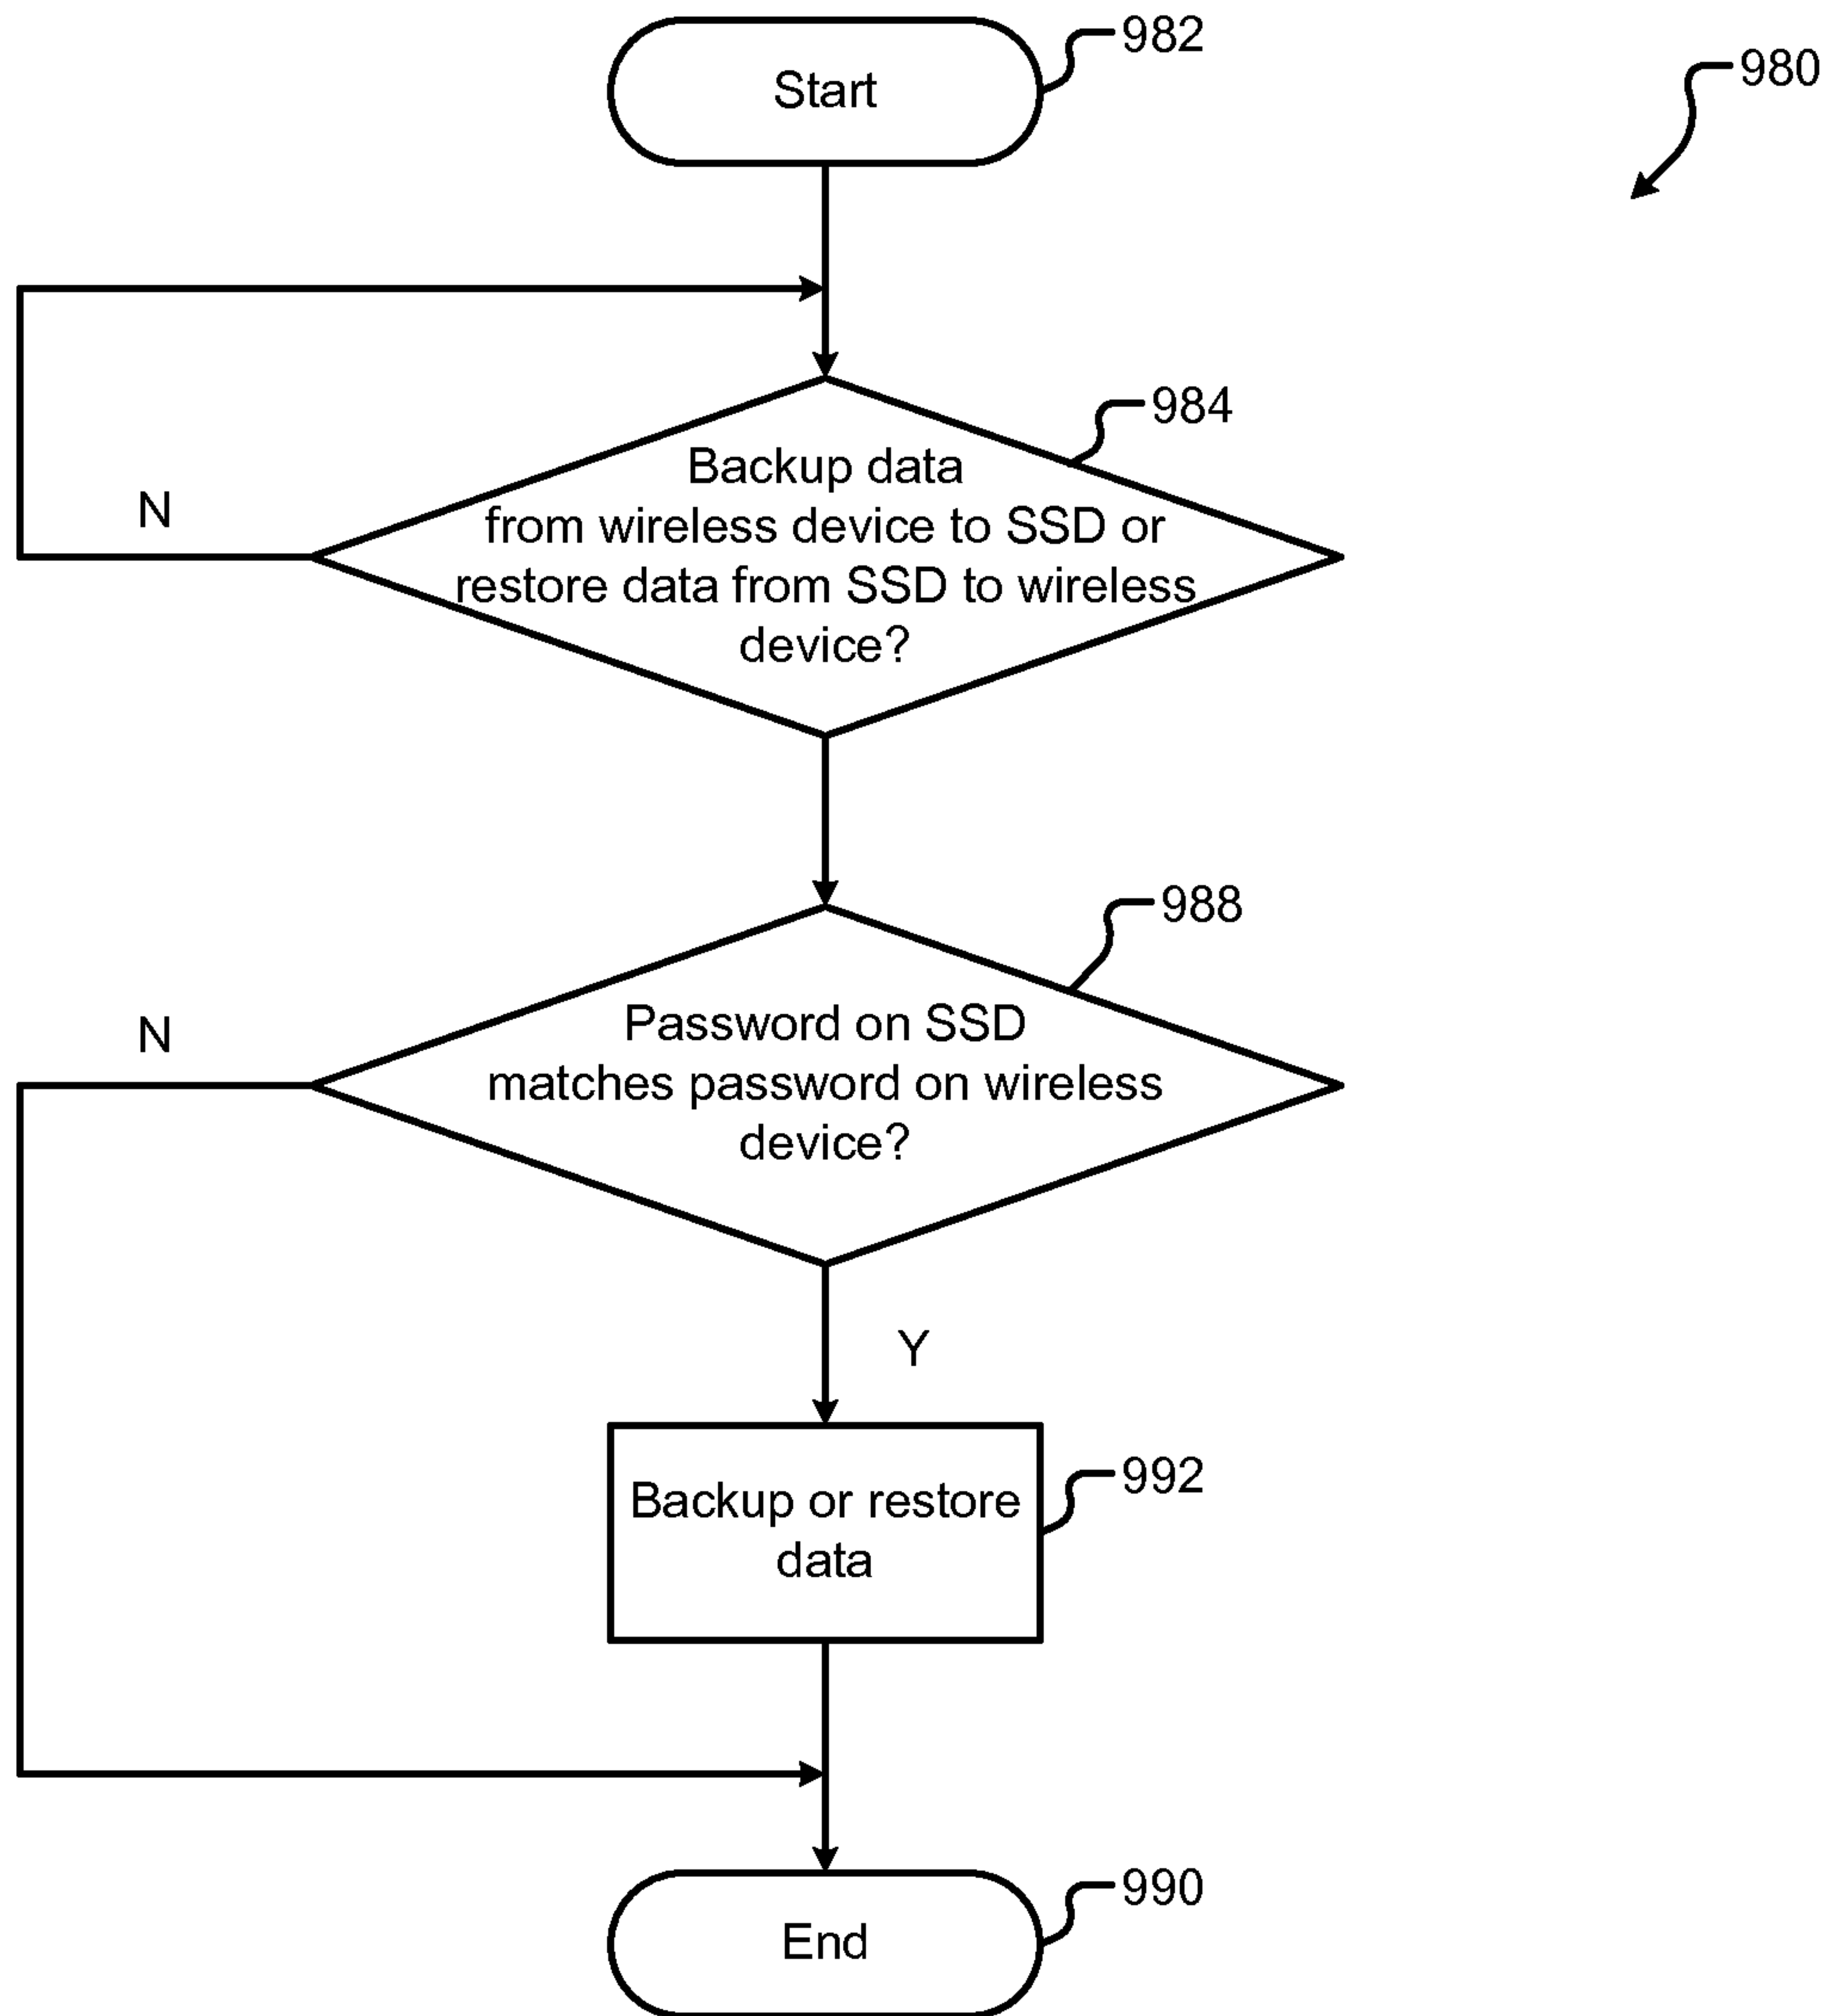 982
Start
980
984
Backup data
from wireless device to SSD or
restore data from SSD to wireless
device?
N
988
Password on SSD
matches password on wireless
device?
N
Y
992
Backup or restore
data
990
End